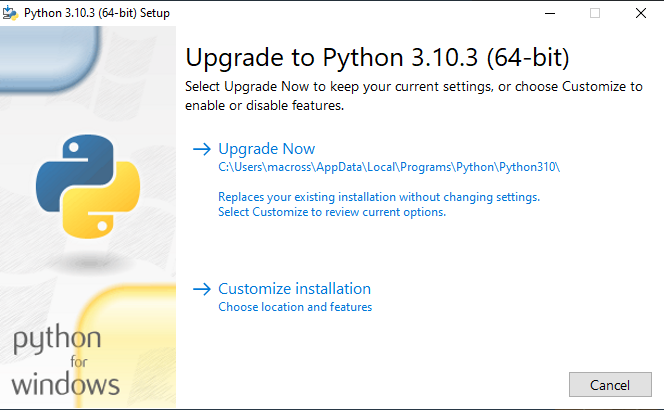 Python 3.10.3 (64-bit) Setup
Upgrade to Python 3.10.3 (64-bit)
Select Upgrade Now to keep your current settings, or choose Customize to
enable or disable features.
Upgrade Now
C:\Users\macross\AppData\Local\Programs\Python\Python310\
Replaces your existing installation without changing settings.
Select Customize to review current options.
Customize installation
Choose location and features
python
for
windows
Cancel